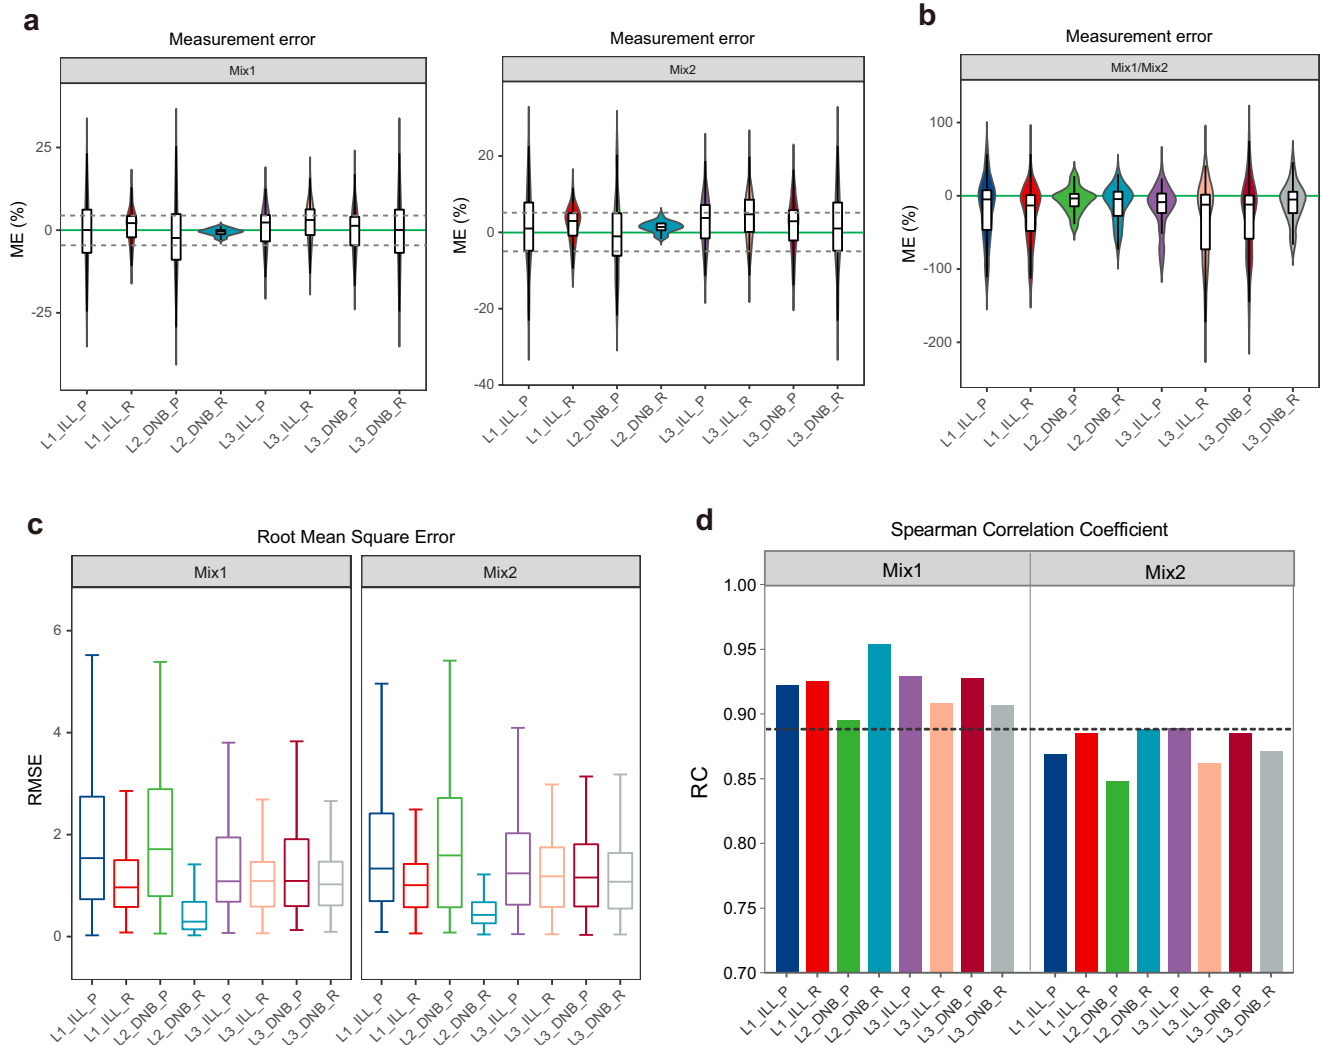 a
Measurement error
Mix1
ME (%)
25
0
-25
L1_ILL_P
L1_ILL_R
L2_DNB_P
L2_DNB_R
L3_ILL_P
L3_ILL_R
L3_DNB_P
L3_DNB_R
Measurement error
Mix2
ME (%)
20
0
-20
-40
L1_ILL_P
L1_ILL_R
L2_DNB_P
L2_DNB_R
L3_ILL_P
L3_ILL_R
L3_DNB_P
L3_DNB_R
b
Measurement error
Mix1/Mix2
ME (%)
100
0
-100
-200
L1_ILL_P
L1_ILL_R
L2_DNB_P
L2_DNB_R
L3_ILL_P
L3_ILL_R
L3_DNB_P
L3_DNB_R
c
Root Mean Square Error
Mix1
Mix2
RMSE
6
4
2
0
L1_ILL_P
L1_ILL_R
L2_DNB_P
L2_DNB_R
L3_ILL_P
L3_ILL_R
L3_DNB_P
L3_DNB_R
L1_ILL_P
L1_ILL_R
L2_DNB_P
L2_DNB_R
L3_ILL_P
L3_ILL_R
L3_DNB_P
L3_DNB_R
d
Spearman Correlation Coefficient
Mix1
Mix2
RC
1.00
0.95
0.90
0.85
0.80
0.75
0.70
L1_ILL_P
L1_ILL_R
L2_DNB_P
L2_DNB_R
L3_ILL_P
L3_ILL_R
L3_DNB_P
L3_DNB_R
L1_ILL_P
L1_ILL_R
L2_DNB_P
L2_DNB_R
L3_ILL_P
L3_ILL_R
L3_DNB_P
L3_DNB_R